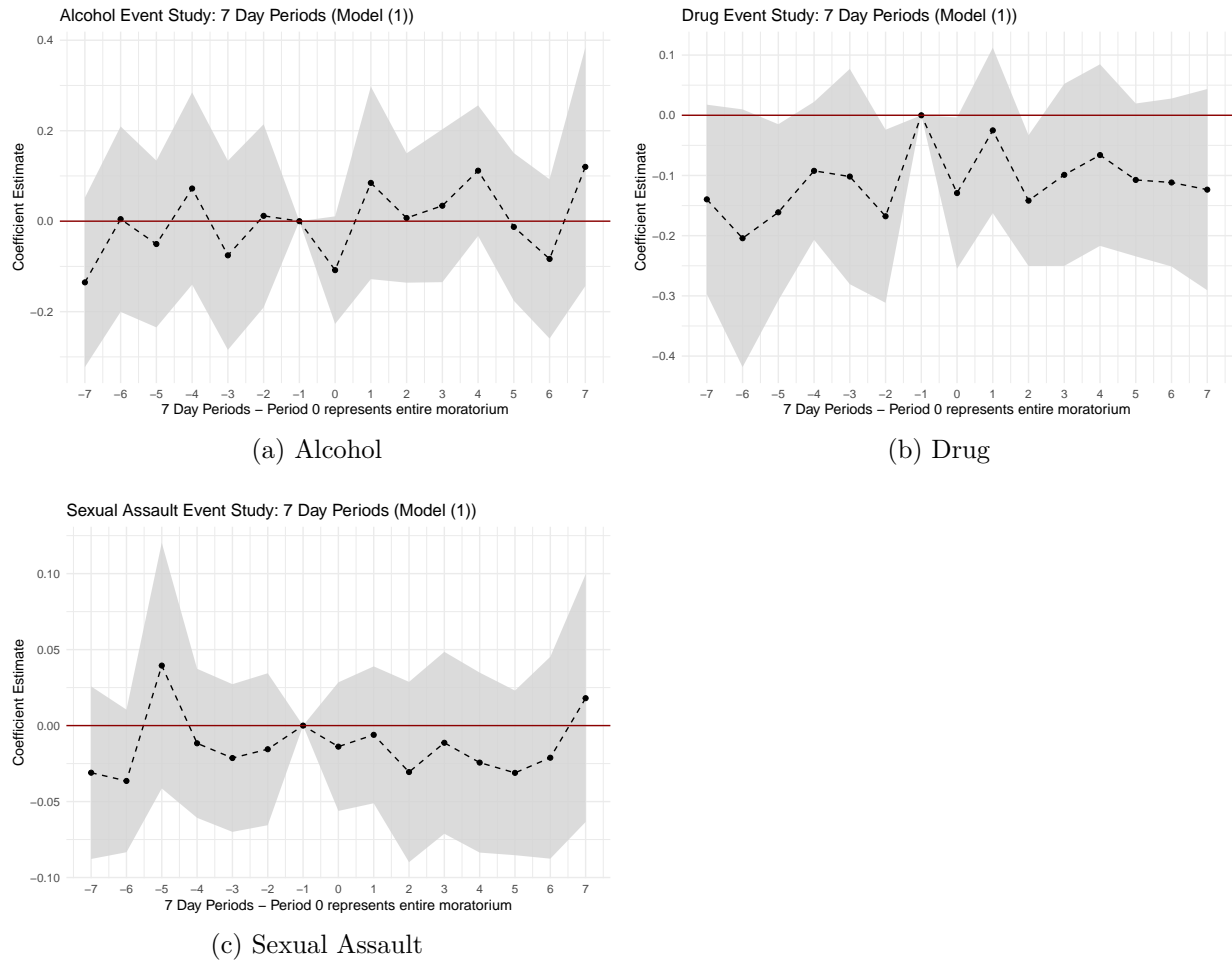 Alcohol Event Study: 7 Day Periods (Model (1))
0.4
0.2
0.0
−0.2
Coefficient Estimate
−7 −6 −5 −4 −3 −2 −1 0 1 2 3 4 5 6 7
7 Day Periods − Period 0 represents entire moratorium
(a) Alcohol
Drug Event Study: 7 Day Periods (Model (1))
0.1
0.0
−0.1
−0.2
−0.3
−0.4
Coefficient Estimate
−7 −6 −5 −4 −3 −2 −1 0 1 2 3 4 5 6 7
7 Day Periods − Period 0 represents entire moratorium
(b) Drug
Sexual Assault Event Study: 7 Day Periods (Model (1))
0.10
0.05
0.00
−0.05
−0.10
Coefficient Estimate
−7 −6 −5 −4 −3 −2 −1 0 1 2 3 4 5 6 7
7 Day Periods − Period 0 represents entire moratorium
(c) Sexual Assault